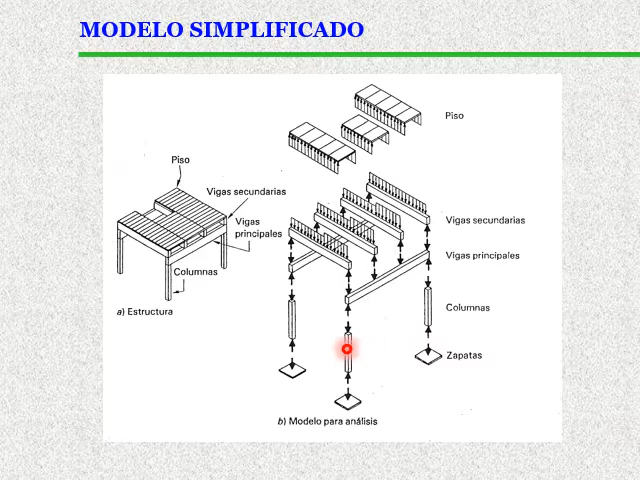 MODELO SIMPLIFICADO
Piso
Piso
Vigas secundarias
Vigas
principales
Vigas secundarias
Vigas principales
Columnas
Columnas
a) Estructura
Zapatas
b) Modelo para análisis